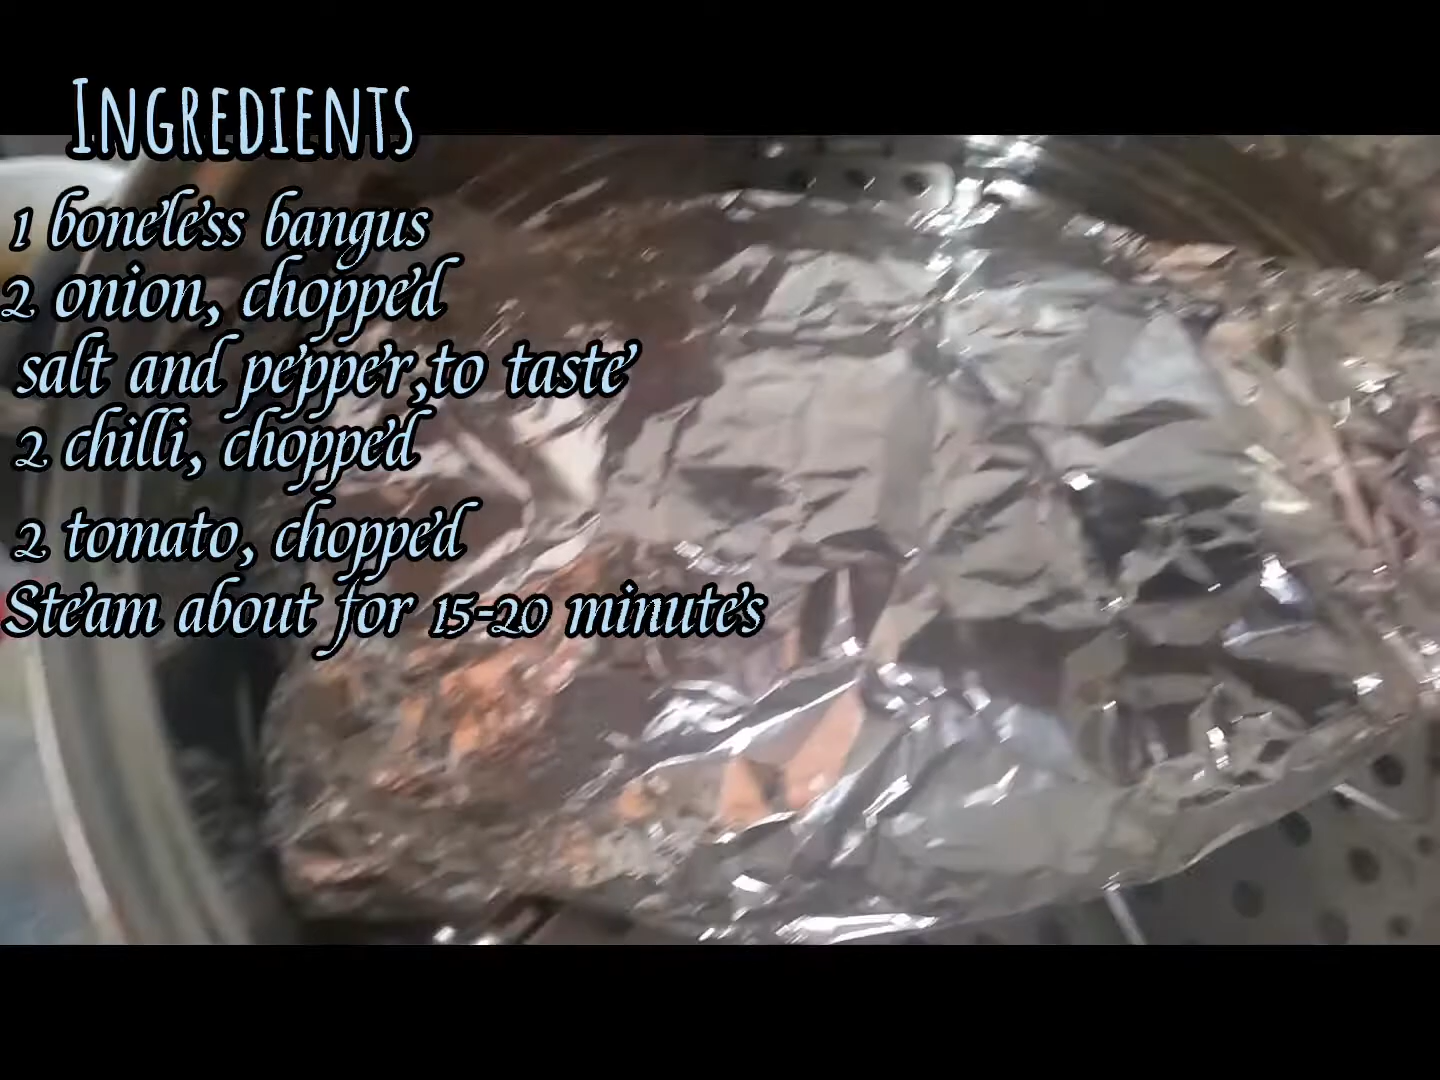 INGREDIENTS
1 boneless bangus
2 onion, chopped
salt and pepper,to taste
2 chilli, chopped
2 tomato, chopped
Steam about for 15-20 minutes